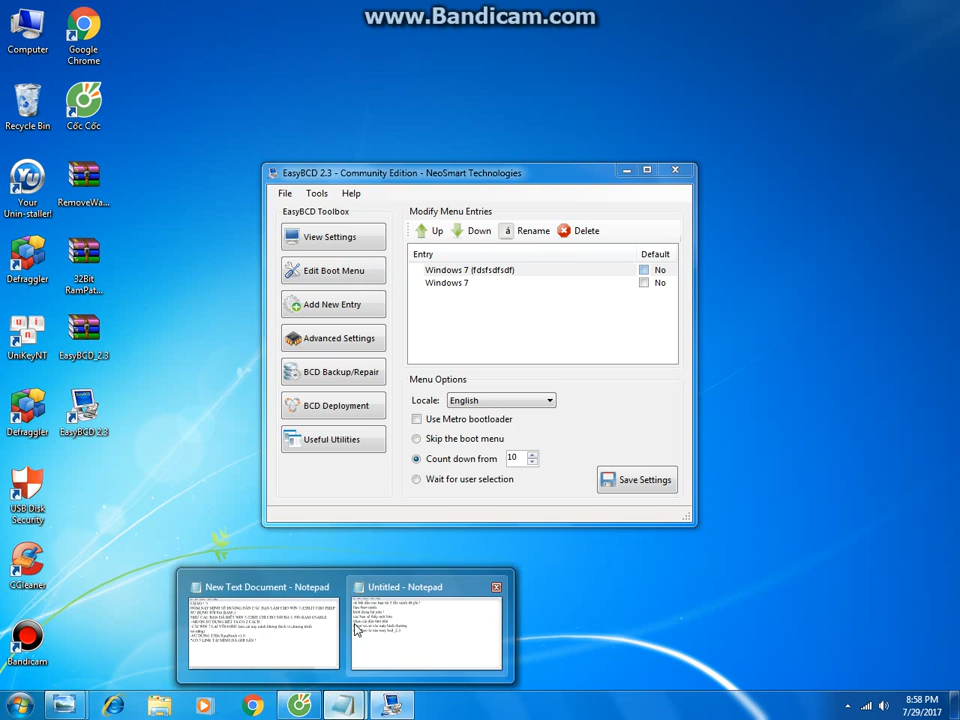 www.Bandicam.com
Computer
Google
Chrome
Recycle Bin
Cốc Cốc
Your
Unin-staller!
RemoveWa...
Defraggler
32Bit
RamPat...
UniKeyNT
EasyBCD_2.3
Defraggler
EasyBCD 2.3
USB Disk
Security
CCleaner
Bandicam
EasyBCD 2.3 - Community Edition - NeoSmart Technologies
File Tools Help
EasyBCD Toolbox
View Settings
Edit Boot Menu
Add New Entry
Advanced Settings
BCD Backup/Repair
BCD Deployment
Useful Utilities
Modify Menu Entries
Up Down Rename Delete
Entry Default
Windows 7 (fdsfsdfsdf) No
Windows 7 No
Menu Options
Locale: English
Use Metro bootloader
Skip the boot menu
Count down from 10
Wait for user selection
Save Settings
New Text Document - Notepad
Untitled - Notepad
8:58 PM
7/29/2017